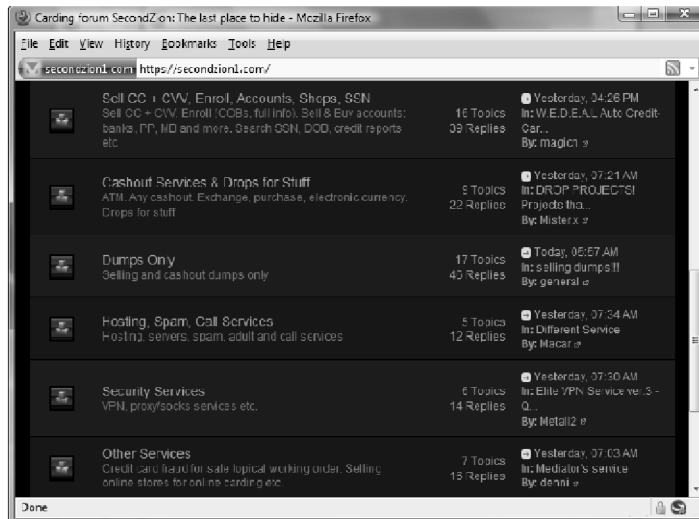 Carding forum SecondZion: The last place to hide - Mozilla Firefox
File Edit View History Bookmarks Tools Help
secondzion1.com https://secondzion1.com/
Sell CC + CVV, Enroll, Accounts, Shops, SSN
Sell CC + CVV. Enroll (COBs, full info). Sell & Buy accounts:
banks, PP, MB and more. Search SSN, DOB, credit reports
etc
16 Topics
39 Replies
Yesterday, 04:26 PM
In: W.E.D.E.A.L Auto Credit-
Car...
By: magich
Cashout Services & Drops for Stuff
ATM. Any cashout. Exchange, purchase, electronic currency.
Drops for stuff
9 Topics
22 Replies
Yesterday, 07:21 AM
In: DROP PROJECTS!
Projects tha...
By: Misterx
Dumps Only
Selling and cashout dumps only
17 Topics
Replies
Today, 05:57 AM
In: selling dumps!!!
By: general
Hosting, Spam, Call Services
Hosting, servers, spam, adult and call services
5 Topics
12 Replies
Yesterday, 07:34 AM
In: Different Service
By: Macar
Security Services
VPN, proxy/socks services etc.
6 Topics
14 Replies
Yesterday, 07:30 AM
In: Elite VPN Service ver.3 -
Q...
By: Metall2
Other Services
Credit card fraud for sale topical working order. Selling
online stores for online carding etc.
7 Topics
Replies
Yesterday, 07:03 AM
In: Mediator's service
By: denni
Done